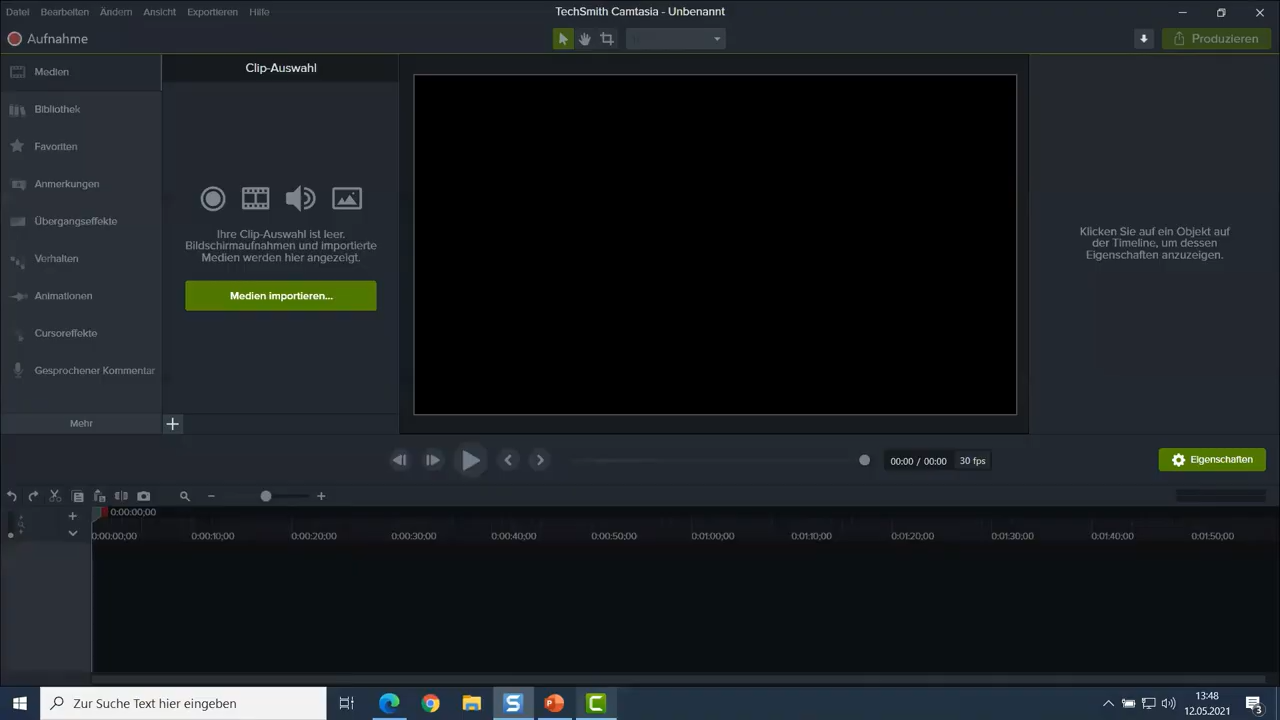 TechSmith Camtasia - Unbenannt
Datei Bearbeiten Ändern Ansicht Exportieren Hilfe
Aufnahme
Produzieren
Medien
Bibliothek
Favoriten
Anmerkungen
Übergangseffekte
Verhalten
Animationen
Cursoreffekte
Gesprochener Kommentar
Mehr
Clip-Auswahl
Ihre Clip-Auswahl ist leer.
Bildschirmaufnahmen und importierte
Medien werden hier angezeigt.
Medien importieren...
Klicken Sie auf ein Objekt auf
der Timeline, um dessen
Eigenschaften anzuzeigen.
00:00 / 00:00 30 fps
Eigenschaften
0:00:00;00
0:00:00;00 0:00:10;00 0:00:20;00 0:00:30;00 0:00:40;00 0:00:50;00 0:01:00;00 0:01:10;00 0:01:20;00 0:01:30;00 0:01:40;00 0:01:50;00
Zur Suche Text hier eingeben
13:48
12.05.2021
3